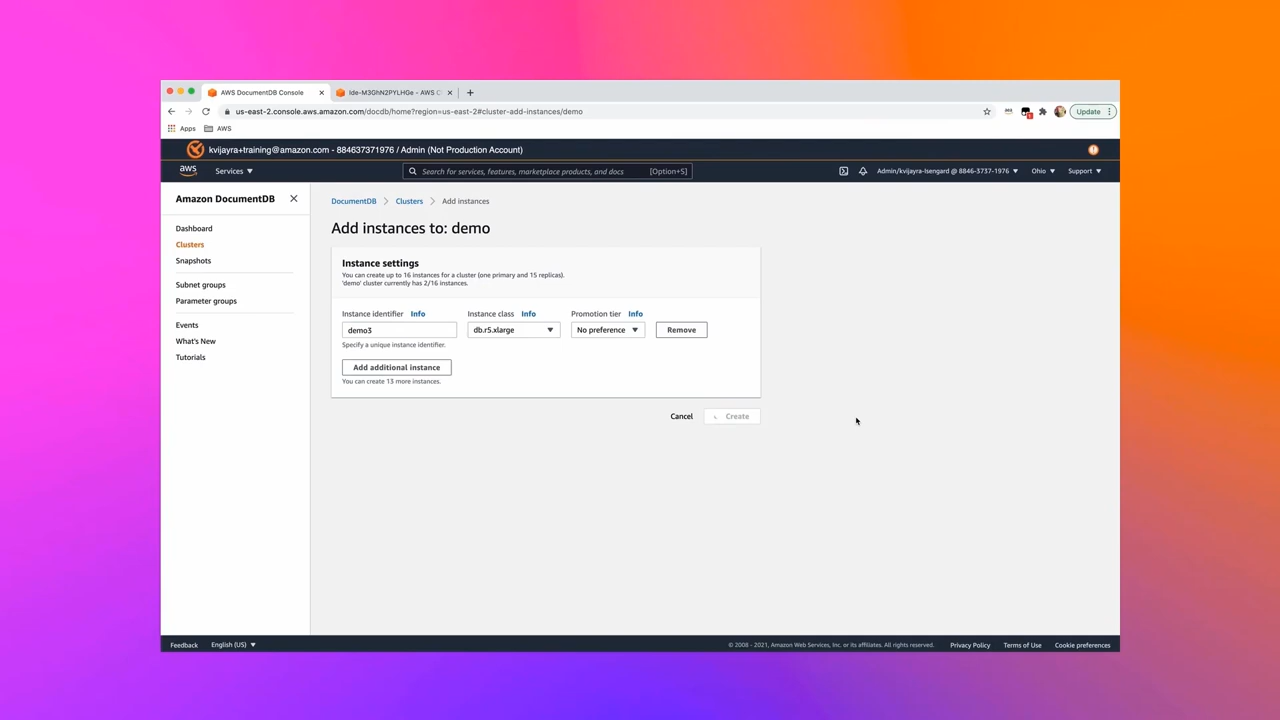 AWS DocumentDB Console
Ide-M3GhN2PYLHGe - AWS C
us-east-2.console.aws.amazon.com/docdb/home?region=us-east-2#cluster-add-instances/demo
Update
Apps
AWS
kvijayra+training@amazon.com - 884637371976 / Admin (Not Production Account)
aws
Services
Search for services, features, marketplace products, and docs
[Option+S]
Admin/kvijayra-Isengard @ 8846-3737-1976
Ohio
Support
Amazon DocumentDB
Dashboard
Clusters
Snapshots
Subnet groups
Parameter groups
Events
What's New
Tutorials
DocumentDB
Clusters
Add instances
Add instances to: demo
Instance settings
You can create up to 16 instances for a cluster (one primary and 15 replicas).
'demo' cluster currently has 2/16 instances.
Instance identifier Info
Instance class Info
Promotion tier Info
demo3
db.r5.xlarge
No preference
Remove
Specify a unique instance identifier.
Add additional instance
You can create 13 more instances.
Cancel
Create
Feedback
English (US)
© 2008 - 2021, Amazon Web Services, Inc. or its affiliates. All rights reserved.
Privacy Policy
Terms of Use
Cookie preferences